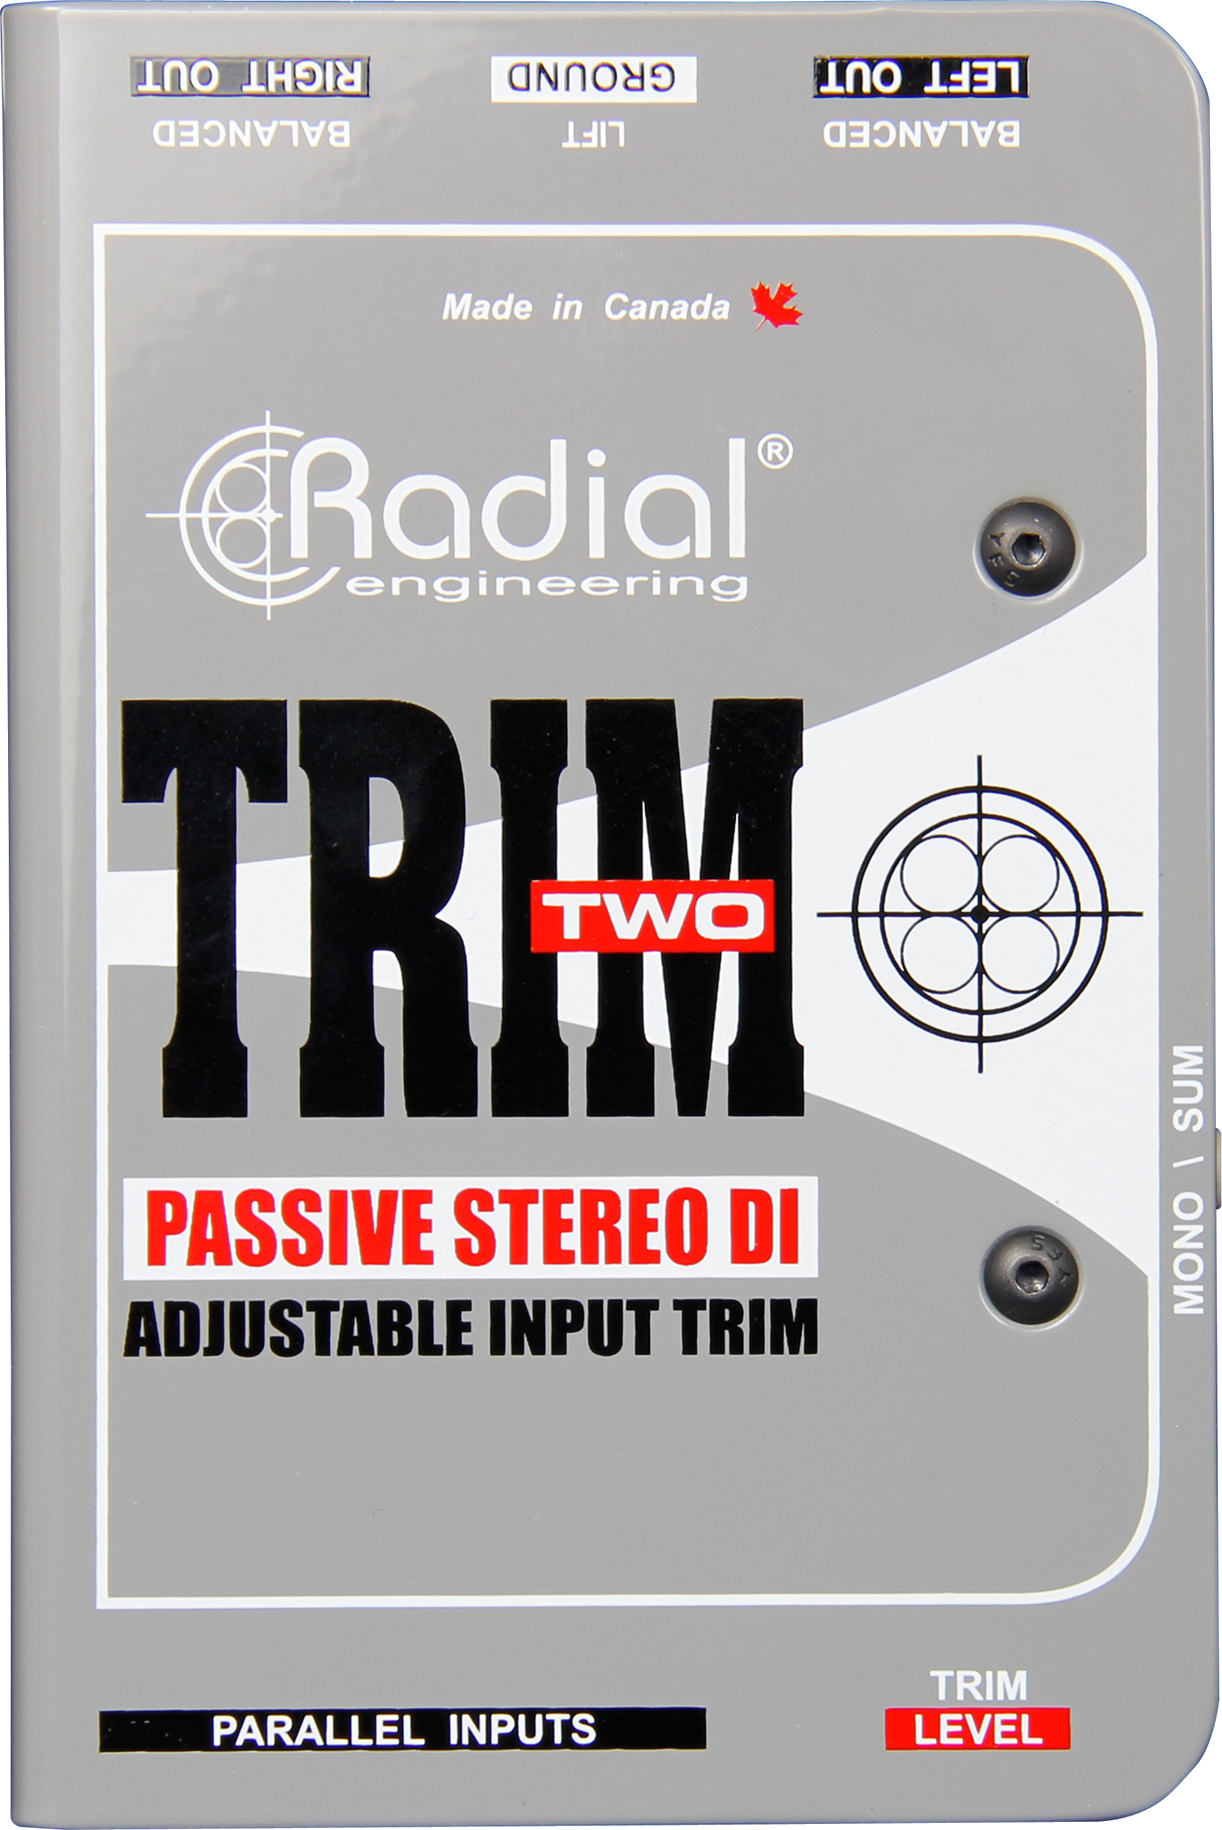 RIGHT OUT
BALANCED
GROUND
LIFT
LEFT OUT
BALANCED
Made in Canada
Radial®
engineering
TRIM
TWO
MONO \ SUM
PASSIVE STEREO DI
ADJUSTABLE INPUT TRIM
PARALLEL INPUTS
TRIM
LEVEL